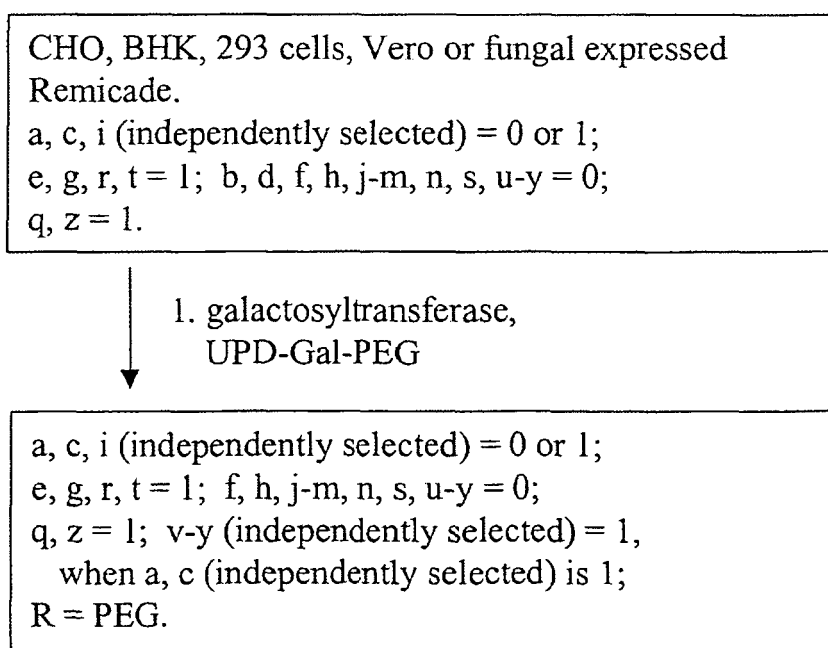 CHO, BHK, 293 cells, Vero or fungal expressed
Remicade.
a, c, i (independently selected) = 0 or 1;
e, g, r, t = 1; b, d, f, h, j-m, n, s, u-y = 0;
q, z = 1.
1. galactosyltransferase,
UPD-Gal-PEG
a, c, i (independently selected) = 0 or 1;
e, g, r, t = 1; f, h, j-m, n, s, u-y = 0;
q, z = 1; v-y (independently selected) = 1,
when a, c (independently selected) is 1;
R = PEG.